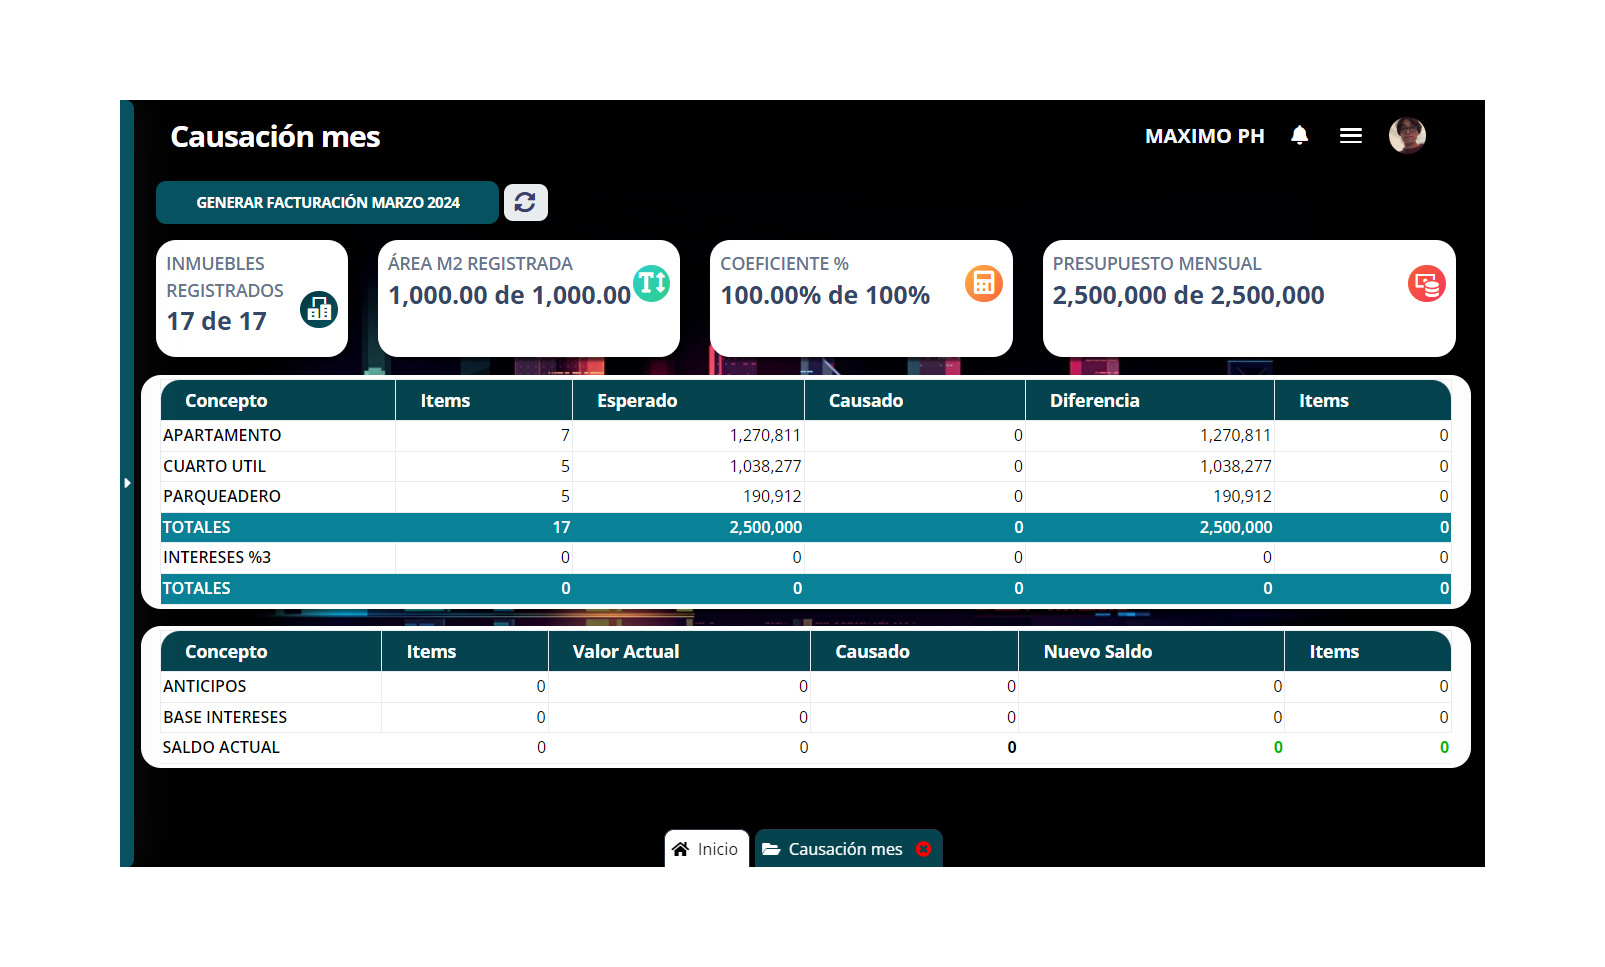 Causación mes
MAXIMO PH
GENERAR FACTURACIÓN MARZO 2024
INMUEBLES
REGISTRADOS
17 de 17
ÁREA M2 REGISTRADA
1,000.00 de 1,000.00
COEFICIENTE %
100.00% de 100%
PRESUPUESTO MENSUAL
2,500,000 de 2,500,000
Concepto Items Esperado Causado Diferencia Items
APARTAMENTO 7 1,270,811 0 1,270,811 0
CUARTO UTIL 5 1,038,277 0 1,038,277 0
PARQUEADERO 5 190,912 0 190,912 0
TOTALES 17 2,500,000 0 2,500,000 0
INTERESES %3 0 0 0 0 0
TOTALES 0 0 0 0 0
Concepto Items Valor Actual Causado Nuevo Saldo Items
ANTICIPOS 0 0 0 0 0
BASE INTERESES 0 0 0 0 0
SALDO ACTUAL 0 0 0 0 0
Inicio
Causación mes